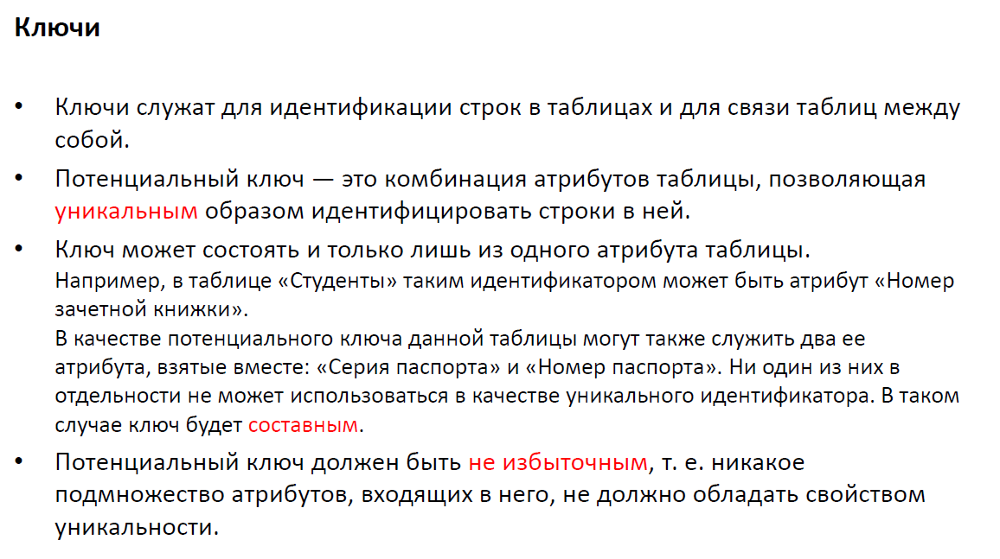 Ключи
• Ключи служат для идентификации строк в таблицах и для связи таблиц между
собой.
• Потенциальный ключ — это комбинация атрибутов таблицы, позволяющая
уникальным образом идентифицировать строки в ней.
• Ключ может состоять и только лишь из одного атрибута таблицы.
Например, в таблице «Студенты» таким идентификатором может быть атрибут «Номер
зачетной книжки».
В качестве потенциального ключа данной таблицы могут также служить два ее
атрибута, взятые вместе: «Серия паспорта» и «Номер паспорта». Ни один из них в
отдельности не может использоваться в качестве уникального идентификатора. В таком
случае ключ будет составным.
• Потенциальный ключ должен быть не избыточным, т. е. никакое
подмножество атрибутов, входящих в него, не должно обладать свойством
уникальности.